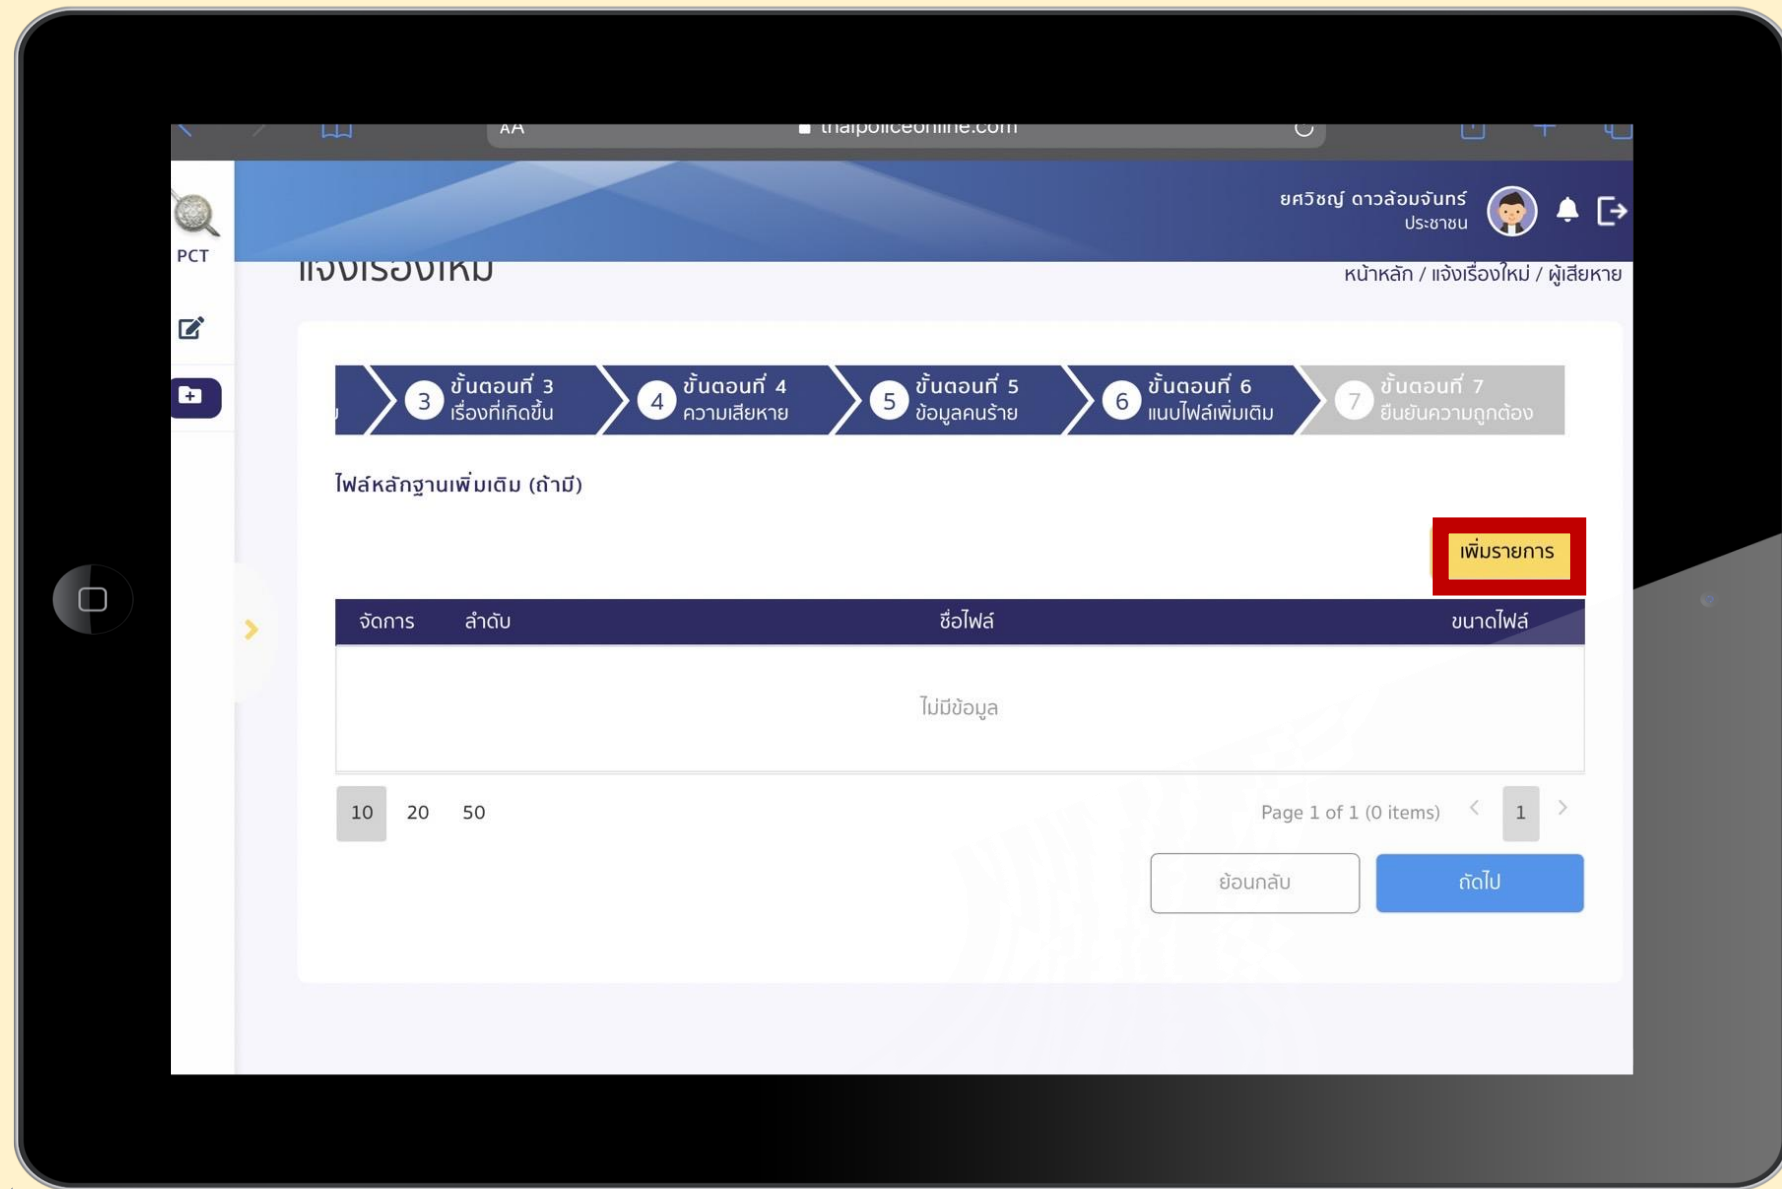 AA
thaipoliceonline.com
ยศวิชญ์ ดาวล้อมจันทร์
ประชาชน
PCT
แจ้งเรื่องใหม่
หน้าหลัก / แจ้งเรื่องใหม่ / ผู้เสียหาย
3 ขั้นตอนที่ 3
เรื่องที่เกิดขึ้น
4 ขั้นตอนที่ 4
ความเสียหาย
5 ขั้นตอนที่ 5
ข้อมูลคนร้าย
6 ขั้นตอนที่ 6
แนบไฟล์เพิ่มเติม
7 ขั้นตอนที่ 7
ยืนยันความถูกต้อง
ไฟล์หลักฐานเพิ่มเติม (ถ้ามี)
เพิ่มรายการ
จัดการ ลำดับ ชื่อไฟล์ ขนาดไฟล์
ไม่มีข้อมูล
10 20 50 Page 1 of 1 (0 items) < 1 >
ย้อนกลับ ถัดไป